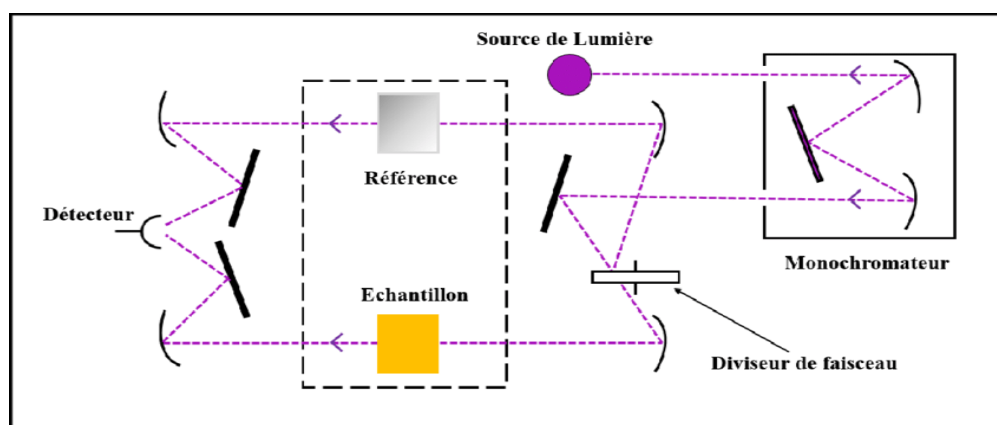 Source de Lumière
Référence
Détecteur
Monochromateur
Echantillon
Diviseur de faisceau